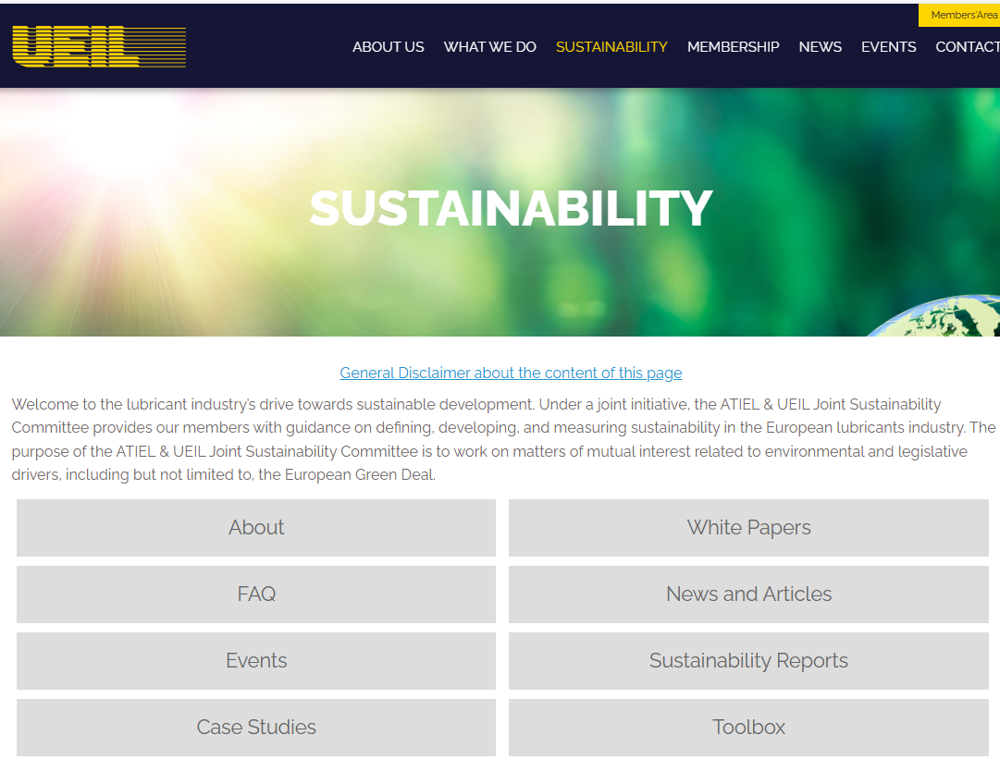 Members'Area
UEIL
ABOUT US WHAT WE DO SUSTAINABILITY MEMBERSHIP NEWS EVENTS CONTACT
SUSTAINABILITY
General Disclaimer about the content of this page
Welcome to the lubricant industry's drive towards sustainable development. Under a joint initiative, the ATIEL & UEIL Joint Sustainability
Committee provides our members with guidance on defining, developing, and measuring sustainability in the European lubricants industry. The
purpose of the ATIEL & UEIL Joint Sustainability Committee is to work on matters of mutual interest related to environmental and legislative
drivers, including but not limited to, the European Green Deal.
About
White Papers
FAQ
News and Articles
Events
Sustainability Reports
Case Studies
Toolbox